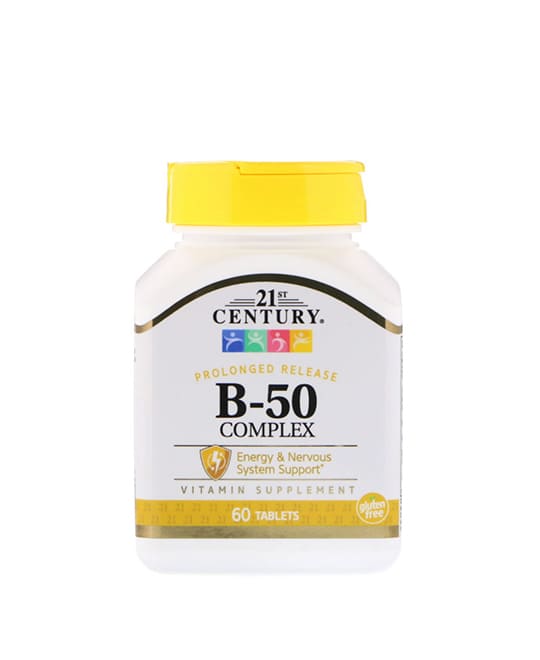 21ST
CENTURY®
PROLONGED RELEASE
B-50
COMPLEX
Energy & Nervous
System Support*
VITAMIN SUPPLEMENT
60 TABLETS
gluten
free